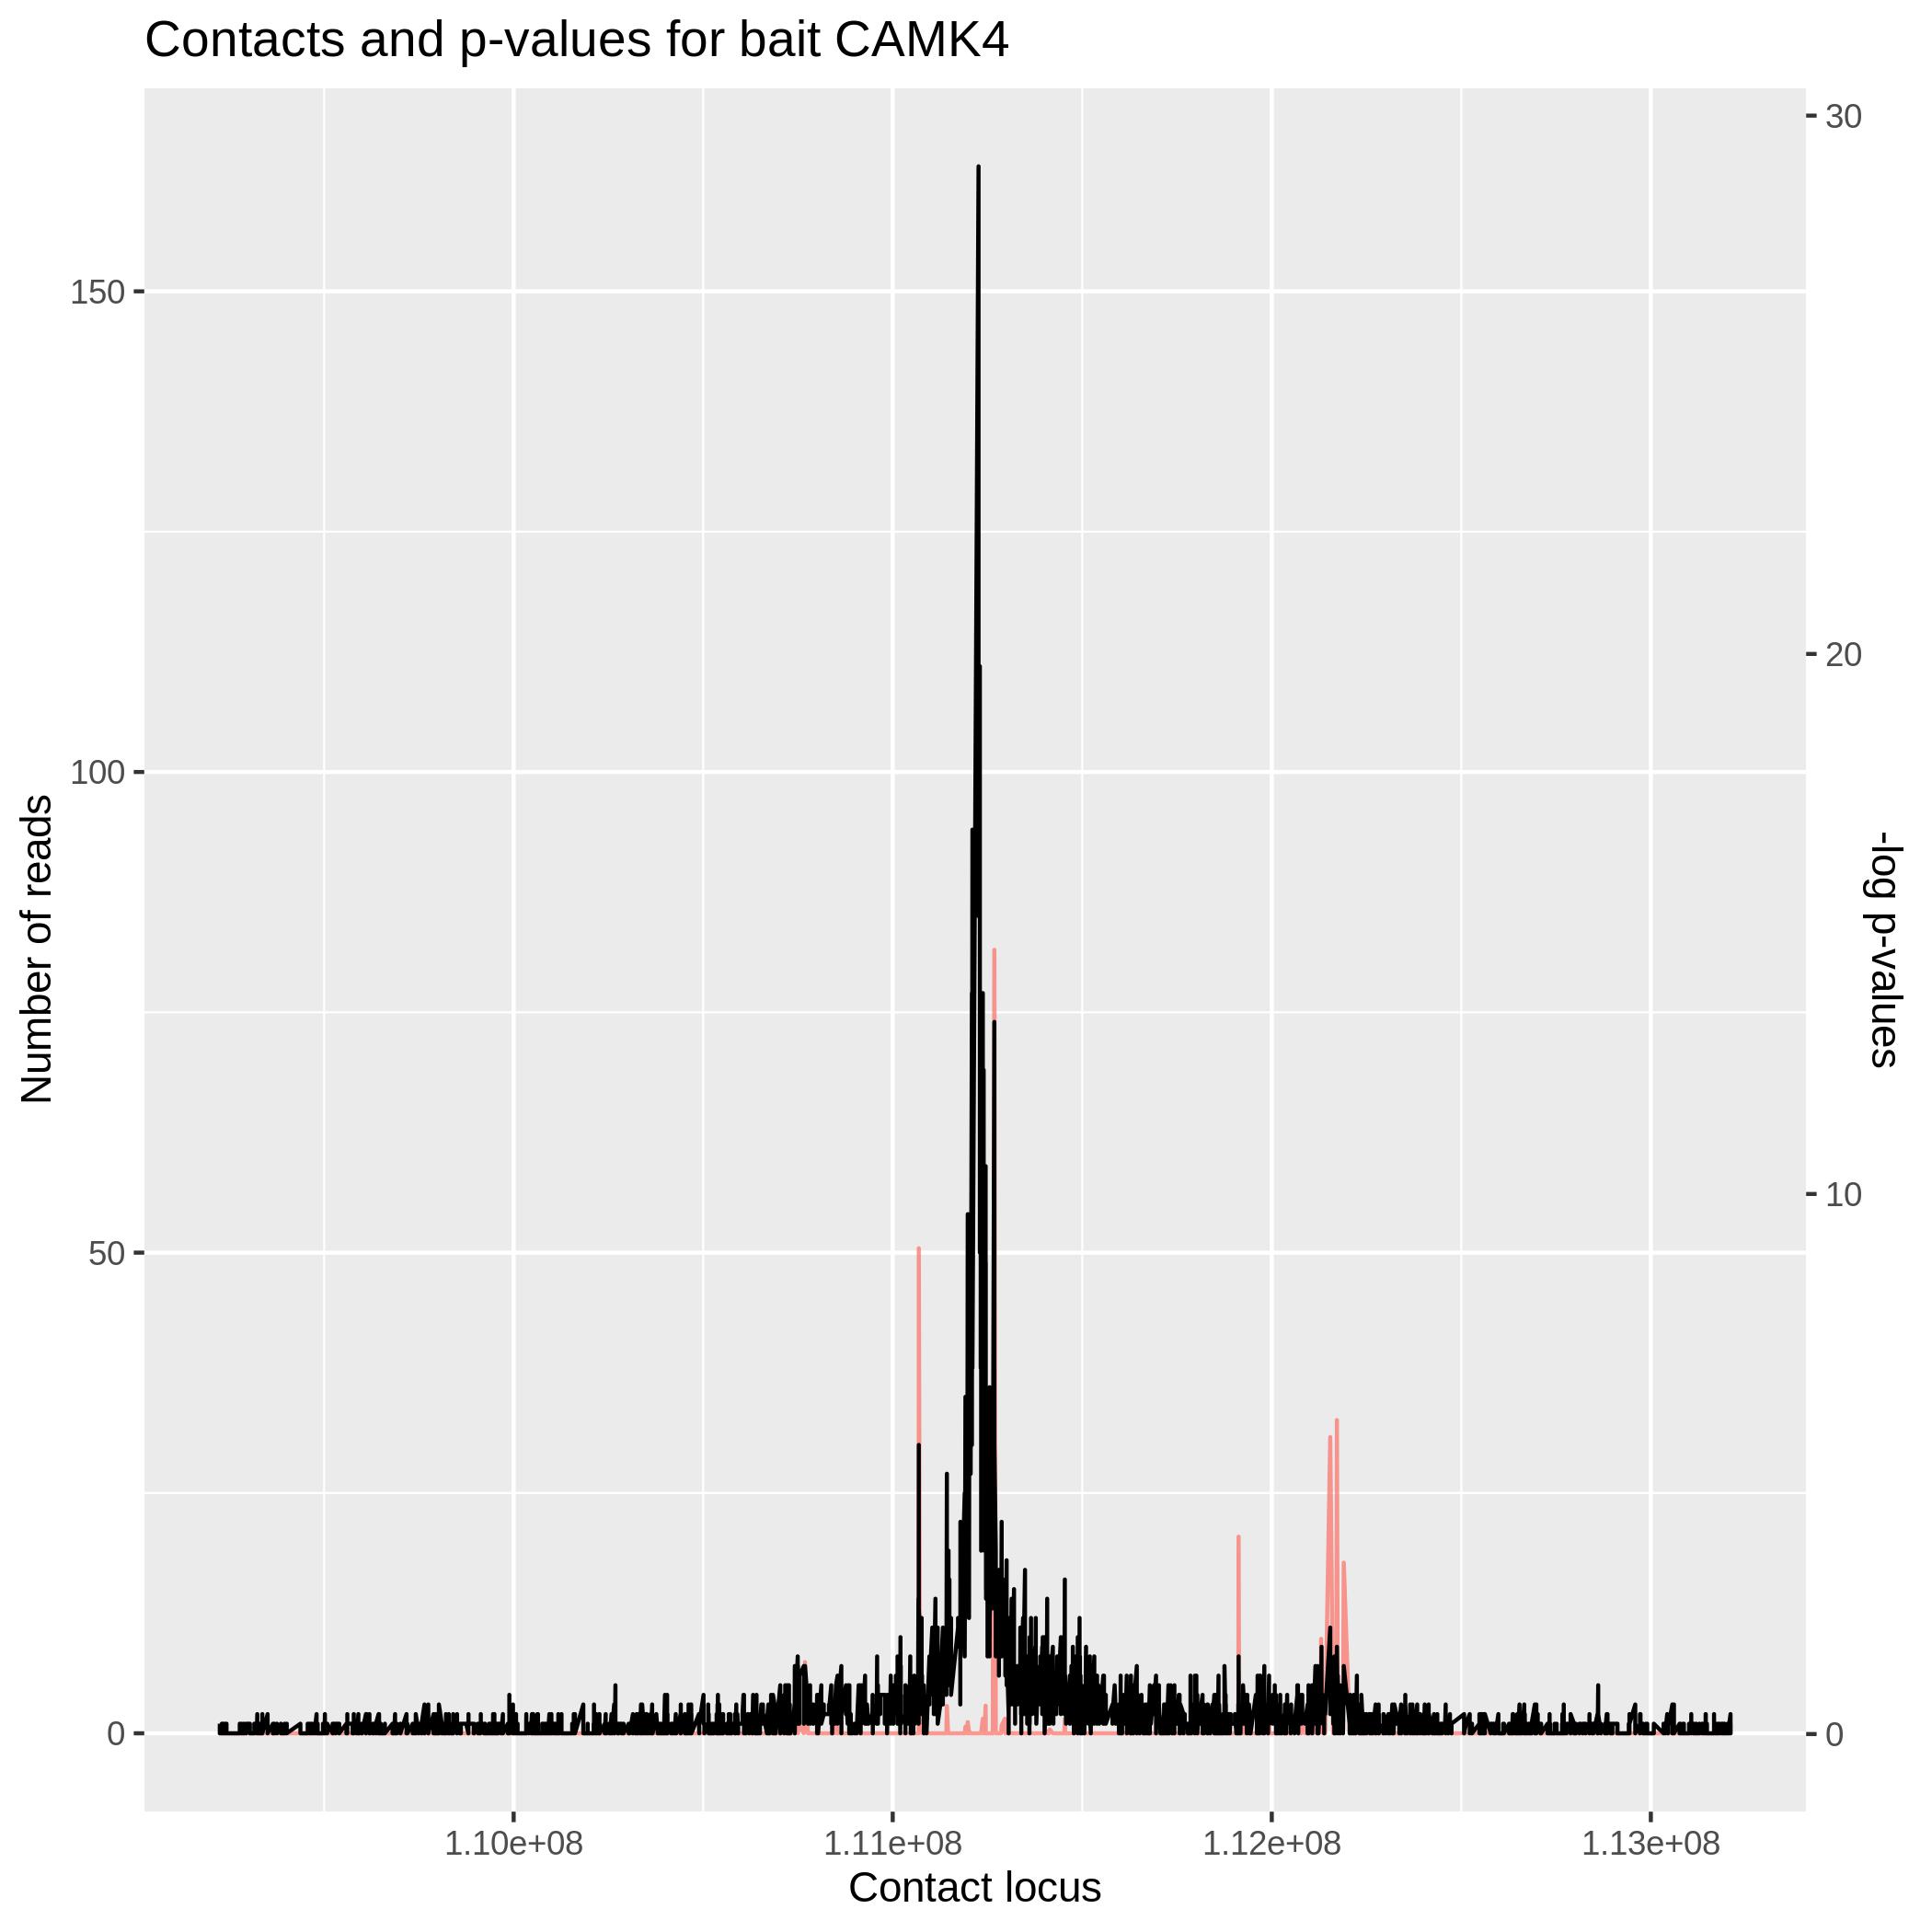 Contacts and p-values for bait CAMK4
Number of reads
150
100
50
0
30
20
10
0
-log p-values
1.10e+08
1.11e+08
1.12e+08
1.13e+08
Contact locus